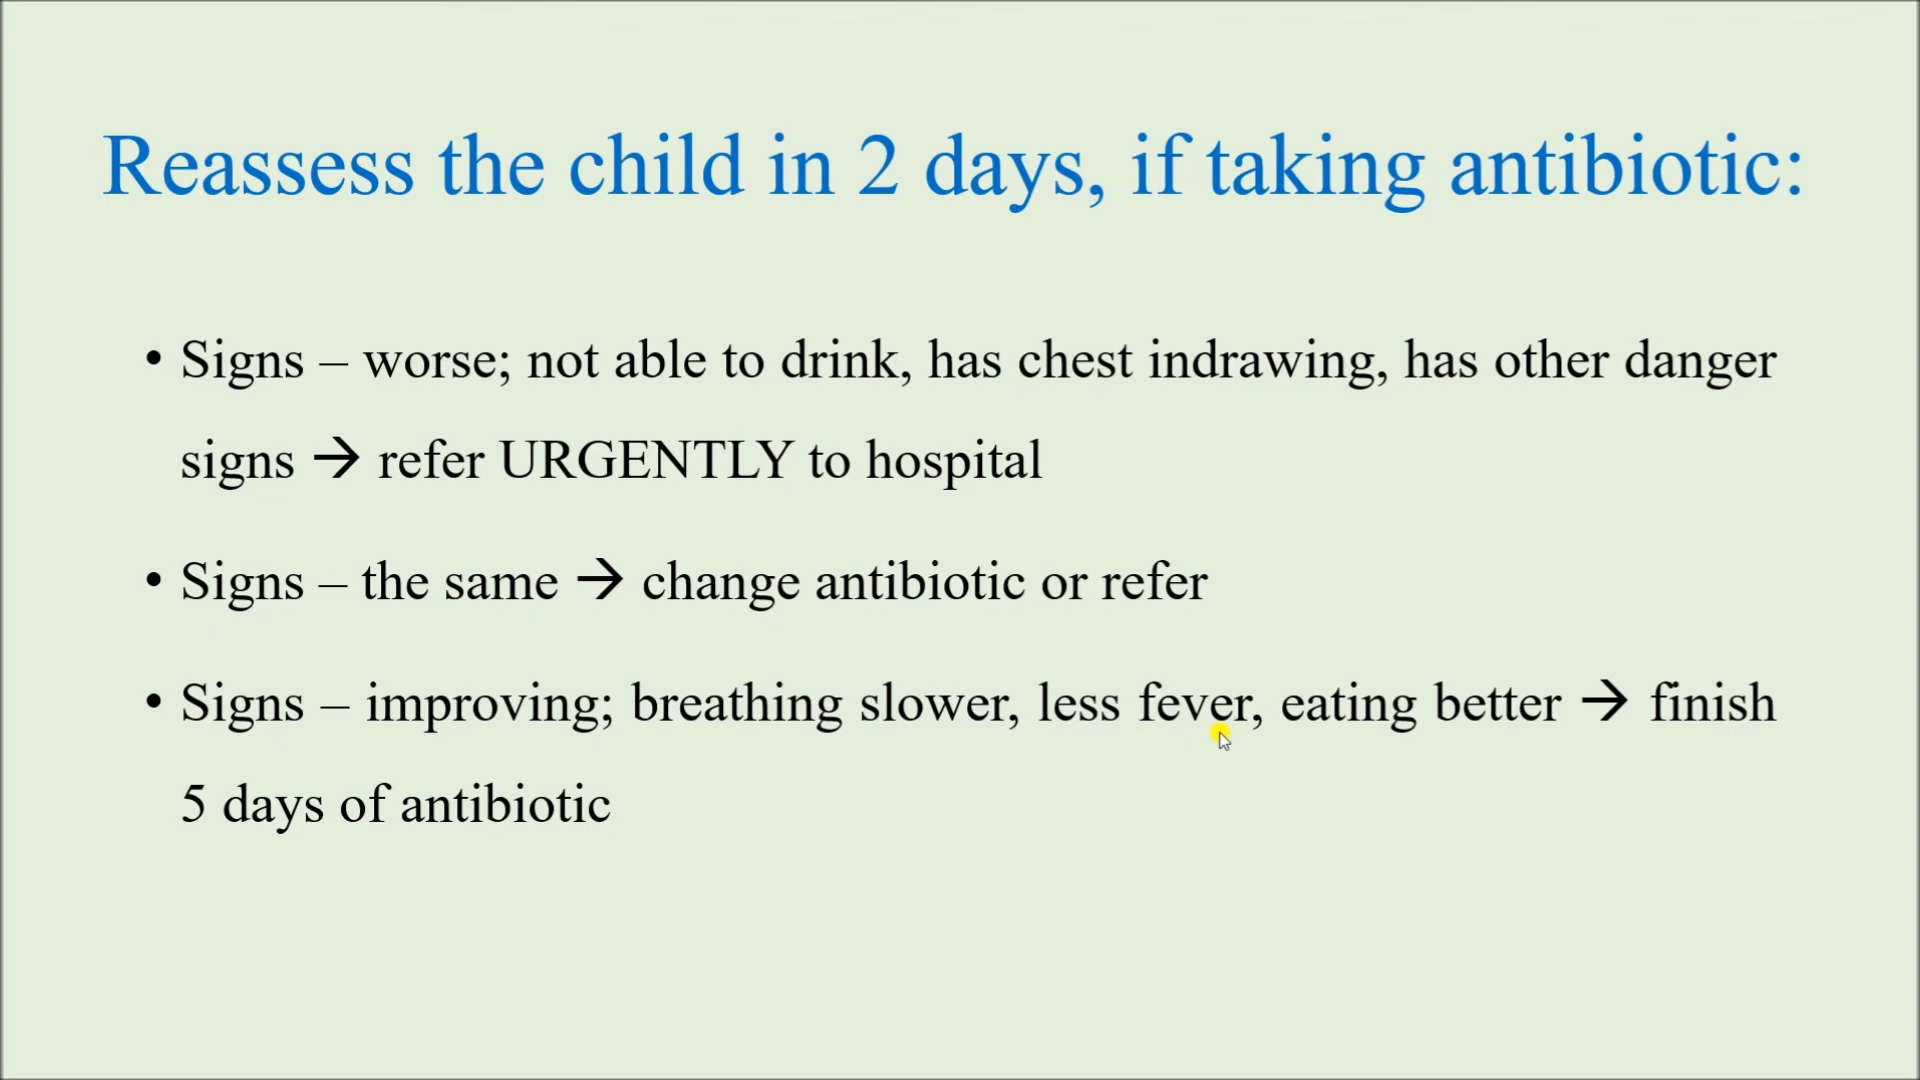 Reassess the child in 2 days, if taking antibiotic:
• Signs – worse; not able to drink, has chest indrawing, has other danger
signs → refer URGENTLY to hospital
• Signs – the same → change antibiotic or refer
• Signs – improving; breathing slower, less fever, eating better → finish
5 days of antibiotic